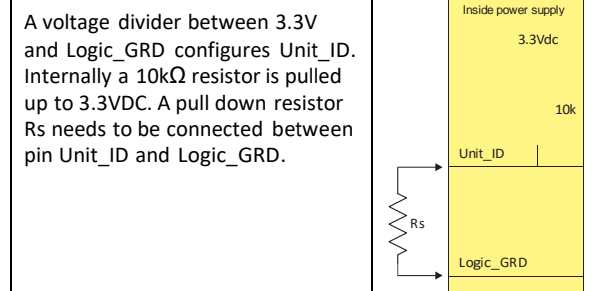 A voltage divider between 3.3V
and Logic_GRD configures Unit_ID.
Internally a 10kΩ resistor is pulled
up to 3.3VDC. A pull down resistor
Rs needs to be connected between
pin Unit_ID and Logic_GRD.
Inside power supply
3.3Vdc
10k
Unit_ID
Rs
Logic_GRD